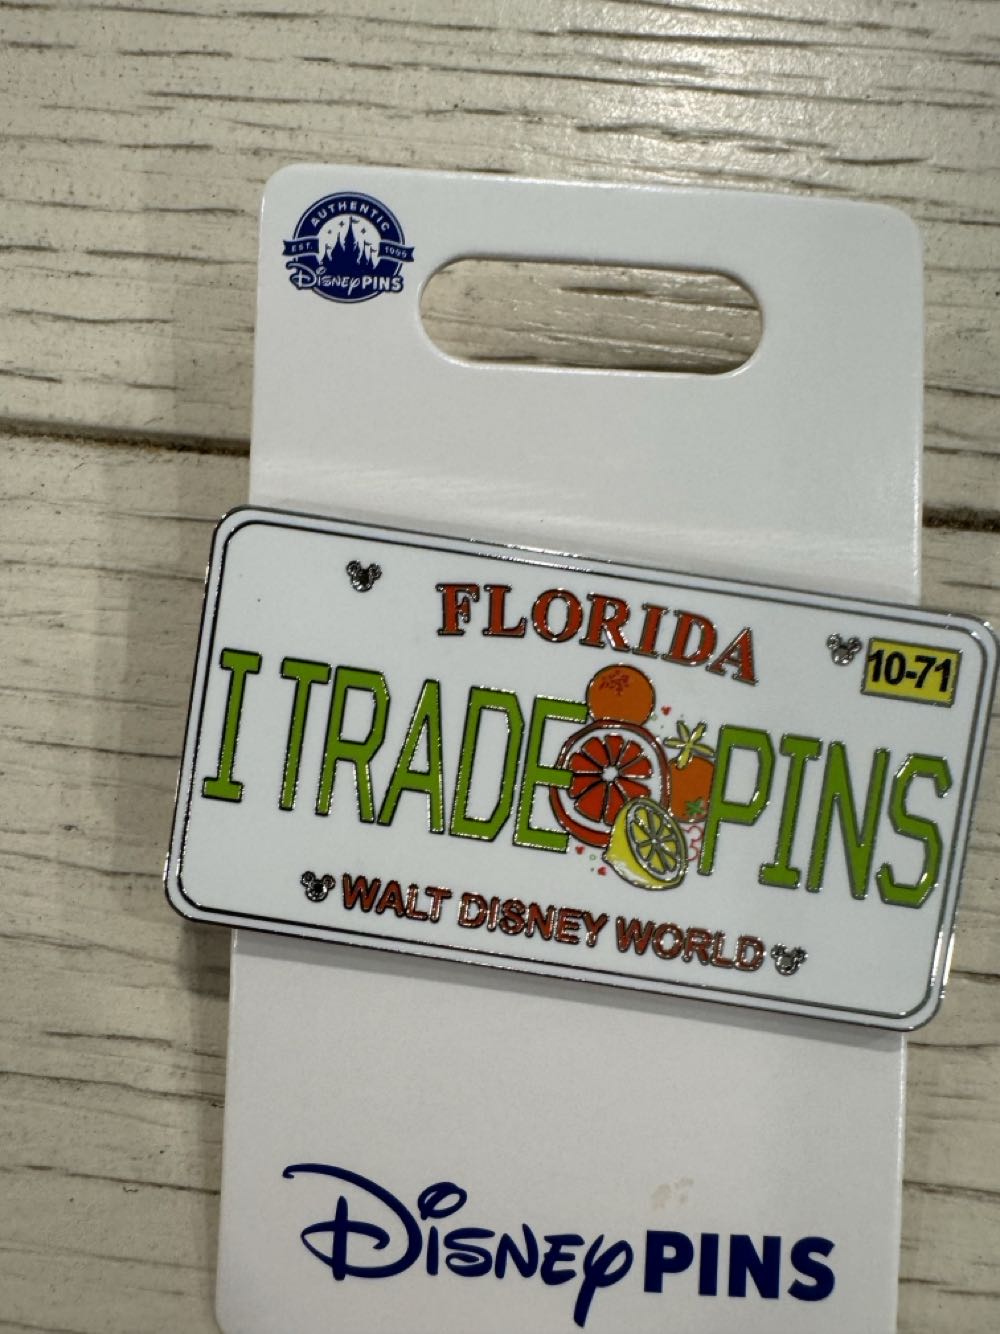 AUTHENTIC
EST. 1999
Disney PINS
FLORIDA
10-71
I TRADE PINS
WALT DISNEY WORLD
Disney PINS